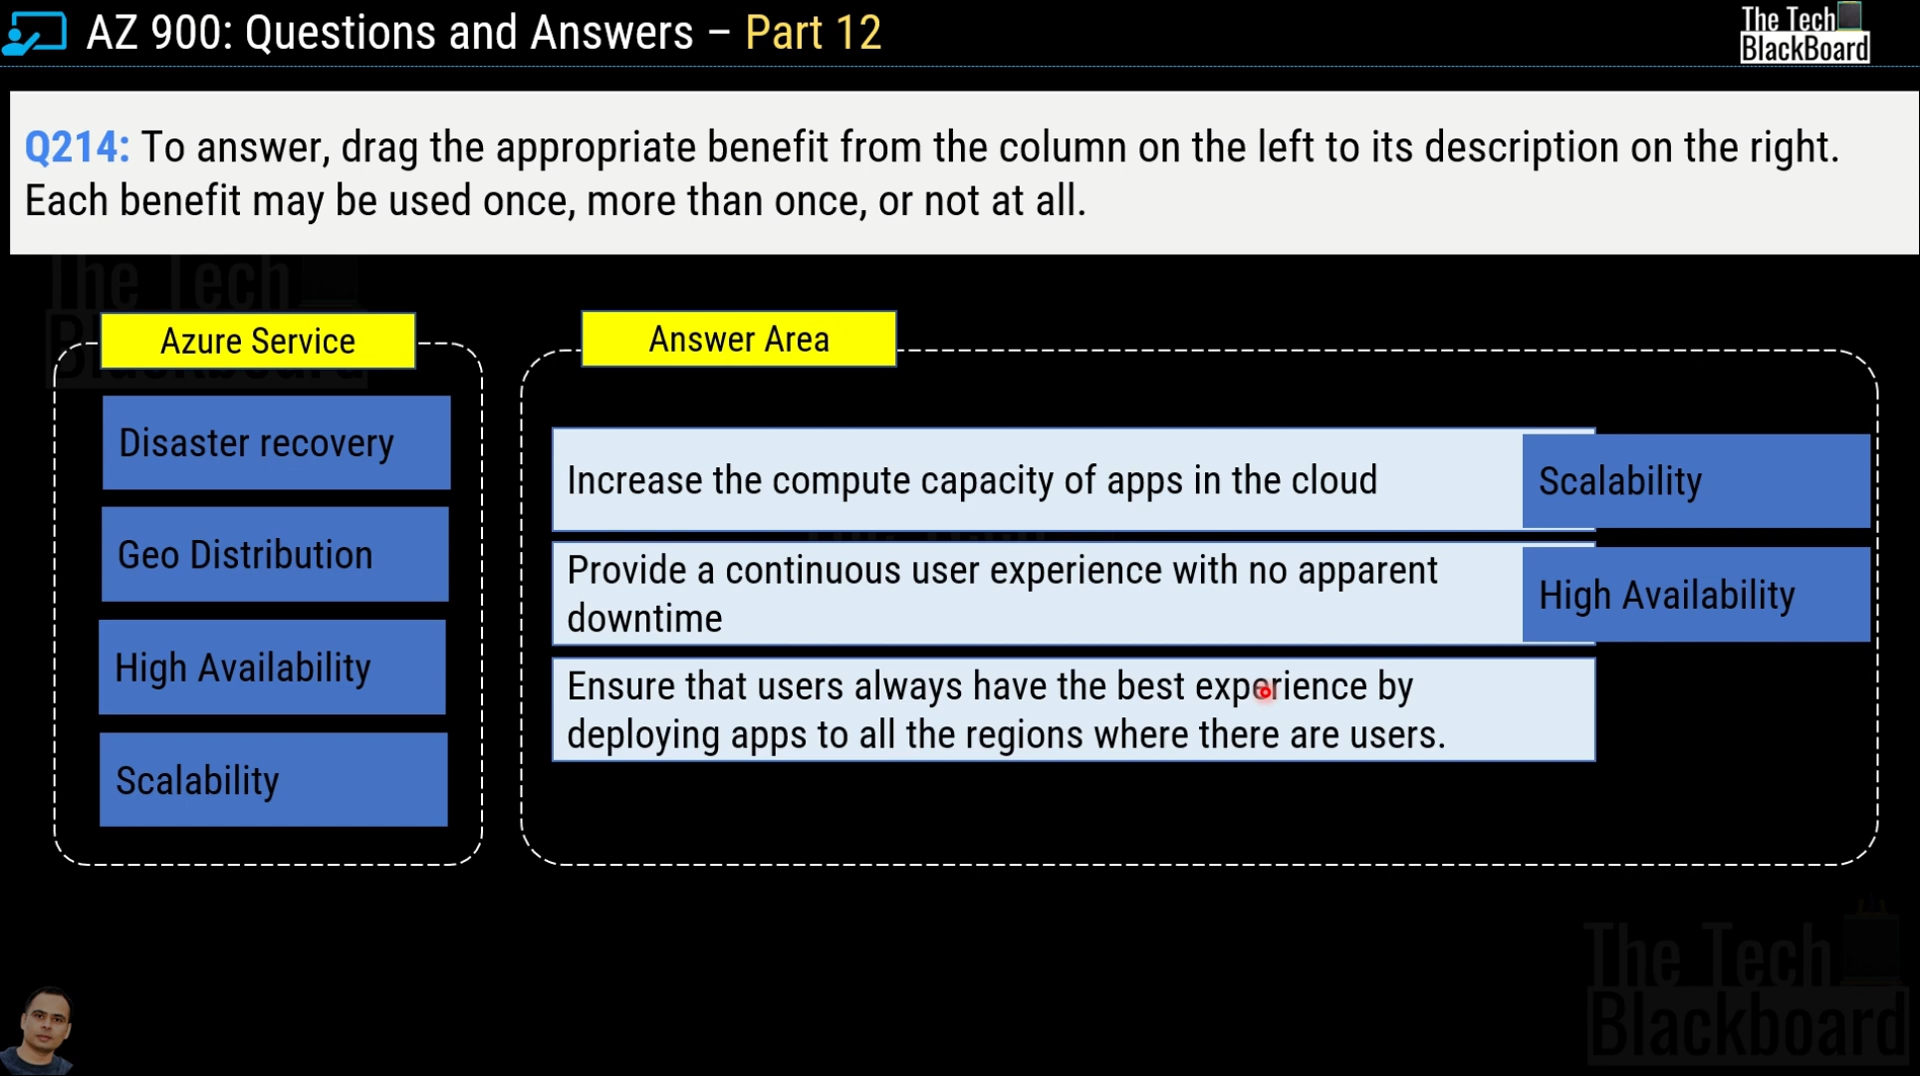 AZ 900: Questions and Answers – Part 12
The Tech
BlackBoard
Q214: To answer, drag the appropriate benefit from the column on the left to its description on the right.
Each benefit may be used once, more than once, or not at all.
The Tech
Blackboard
Azure Service
Disaster recovery
Geo Distribution
High Availability
Scalability
Answer Area
Increase the compute capacity of apps in the cloud
Scalability
Provide a continuous user experience with no apparent
downtime
High Availability
Ensure that users always have the best experience by
deploying apps to all the regions where there are users.
The Tech
Blackboard